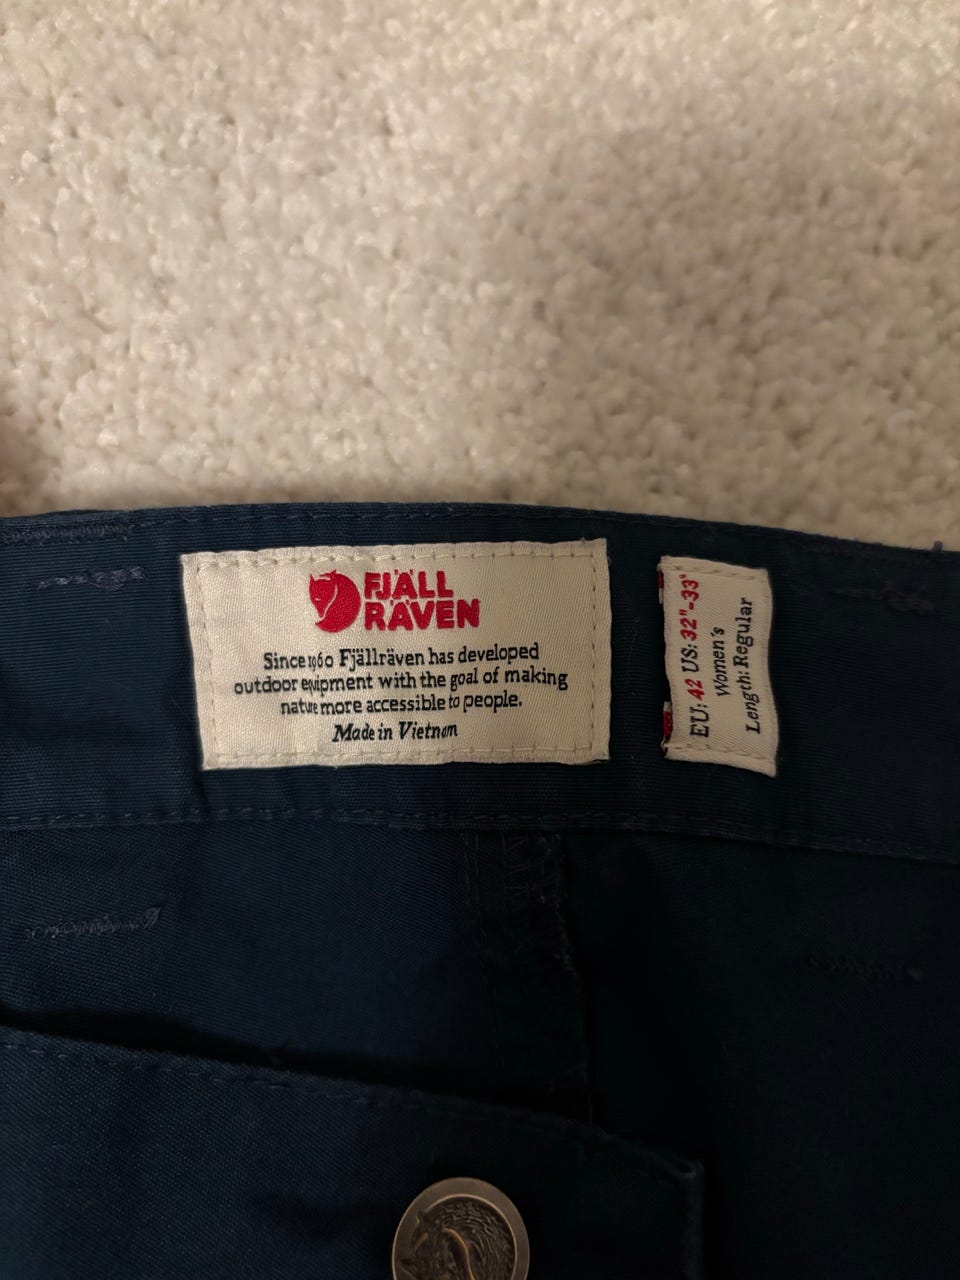 FJÄLL
RÄVEN
Since 1960 Fjällräven has developed
outdoor equipment with the goal of making
nature more accessible to people.
Made in Vietnam
EU: 42 US: 32"-33"
Women's
Length: Regular